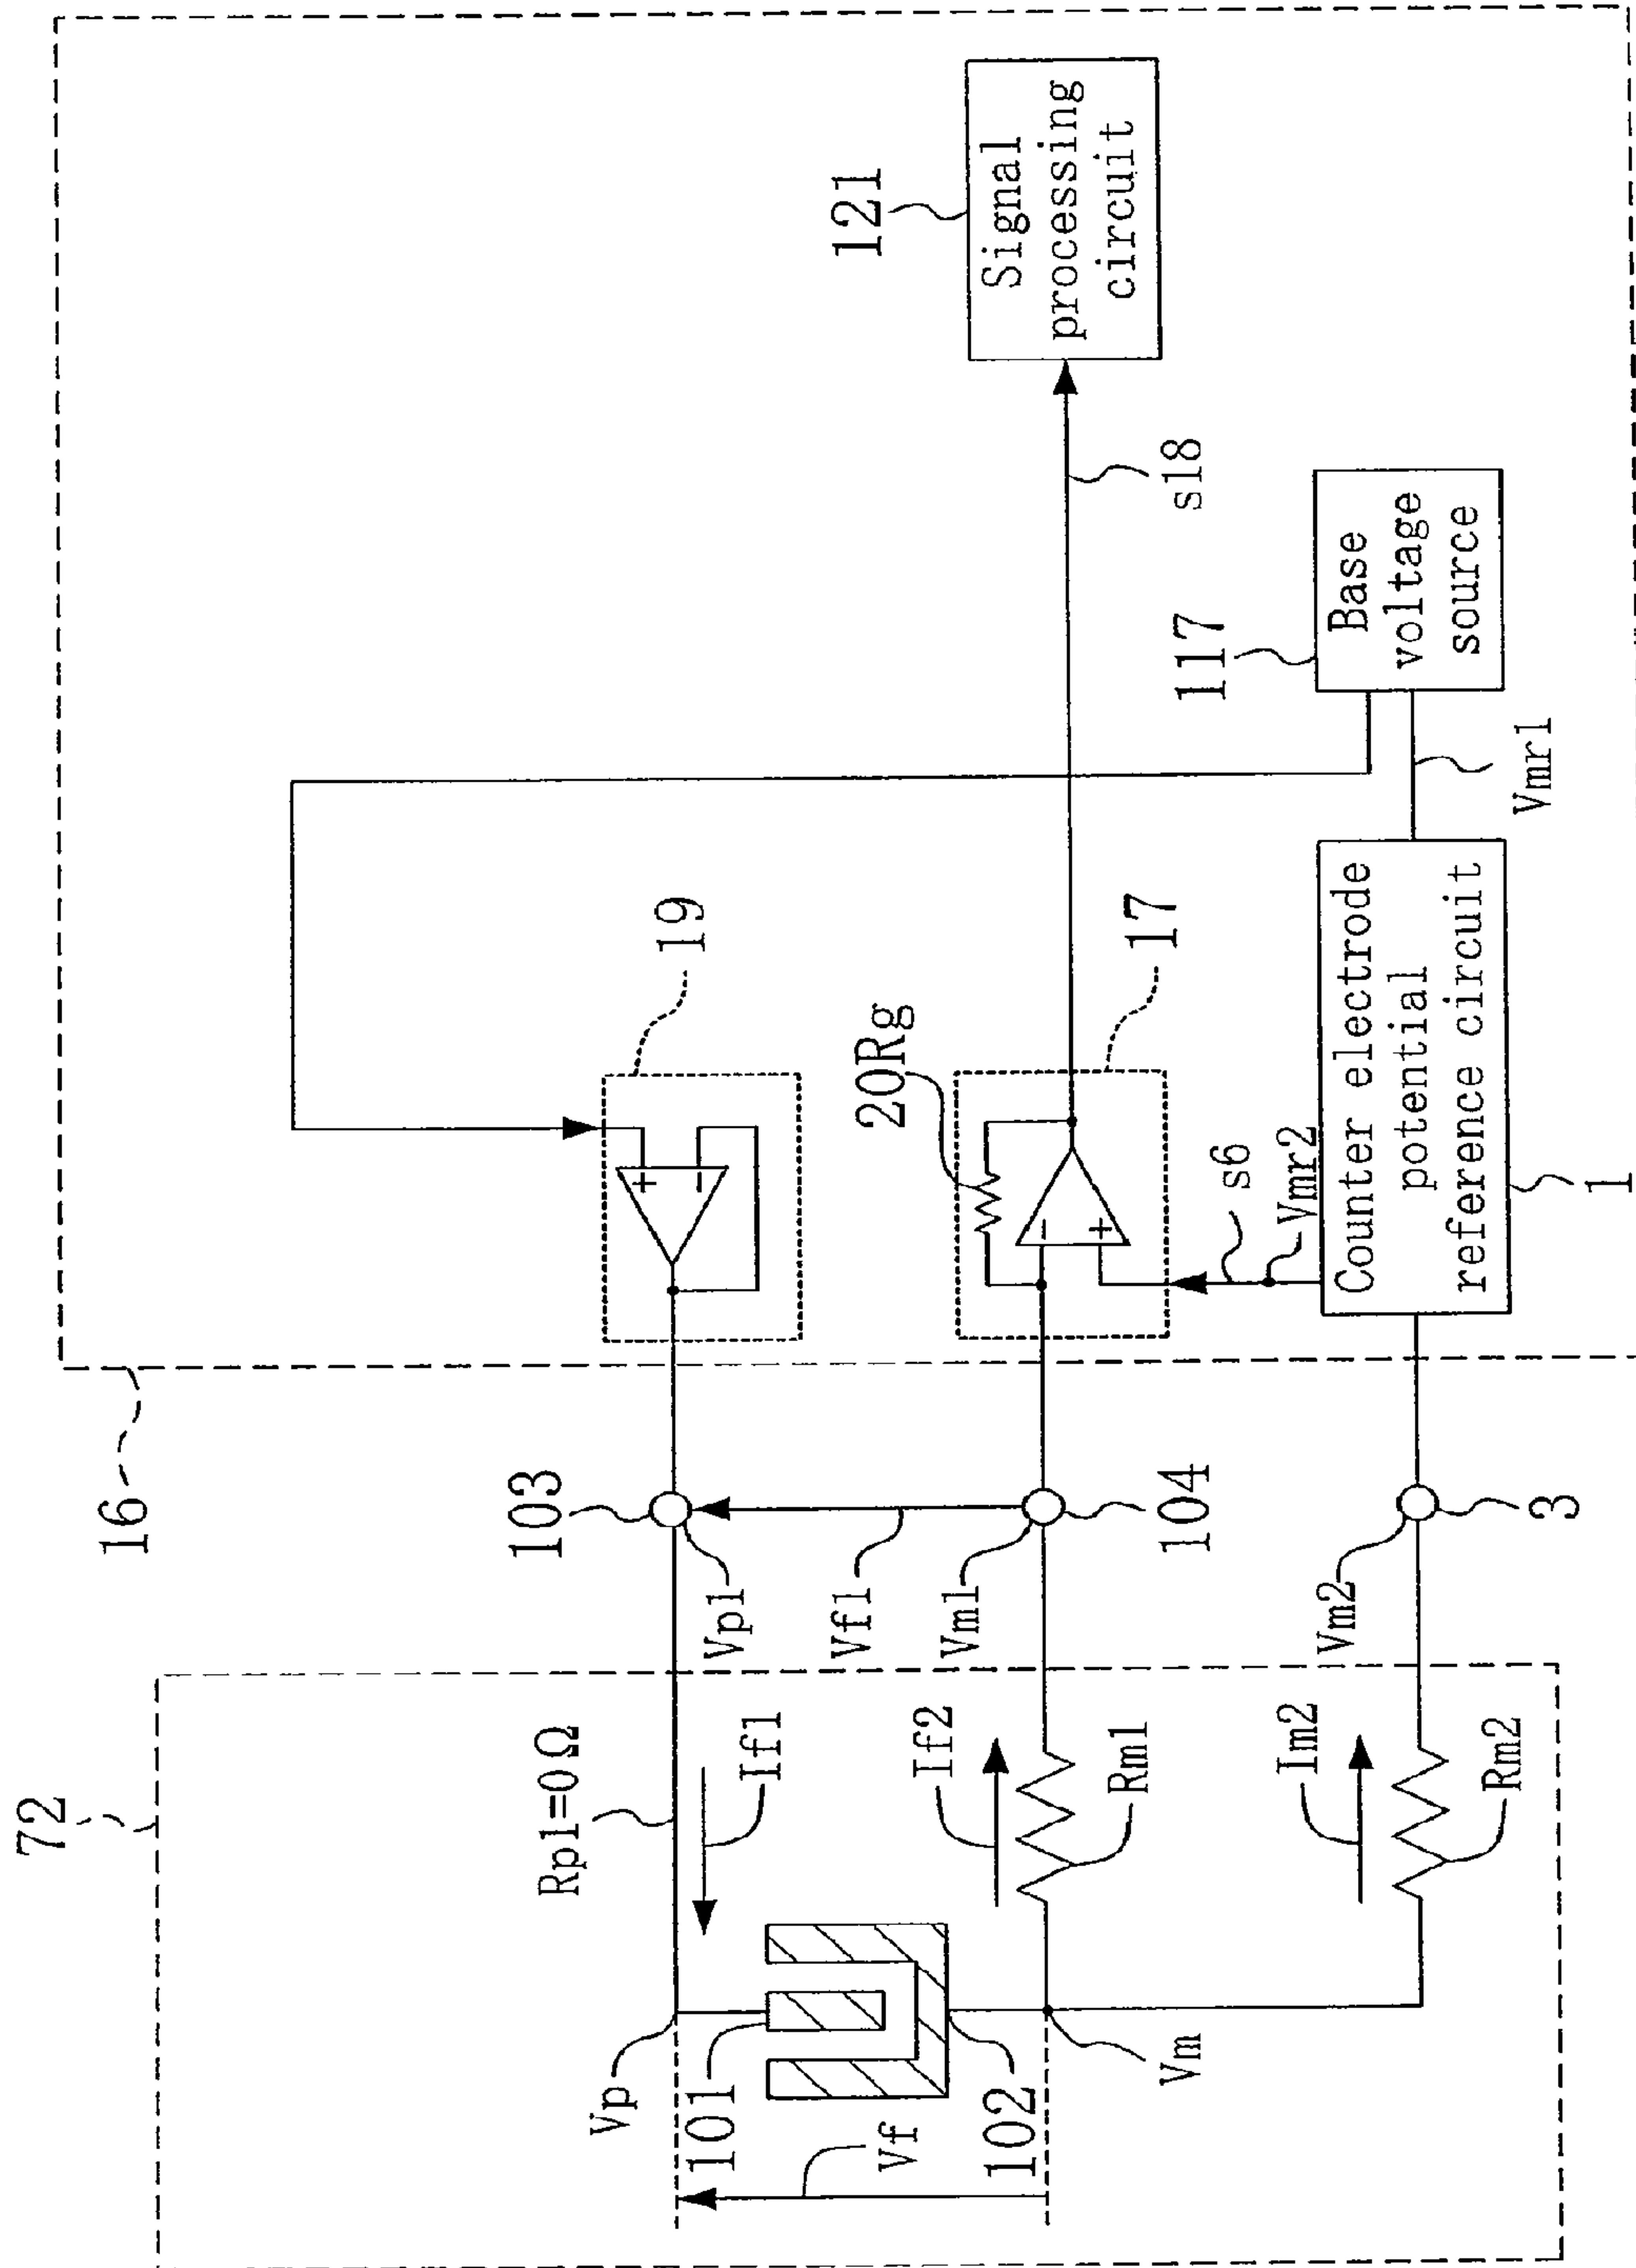 72
16
Vp
101
Vf
102
Vm
Rp1=0Ω
If1
If2
Rm1
Im2
Rm2
103
Vp1
Vf1
Vm1
104
Vm2
3
19
20Rg
17
s6
Vmr2
Counter electrode
potential
reference circuit
1
Vmr1
117
Base
voltage
source
s18
121
Signal
processing
circuit
+
−
−
+